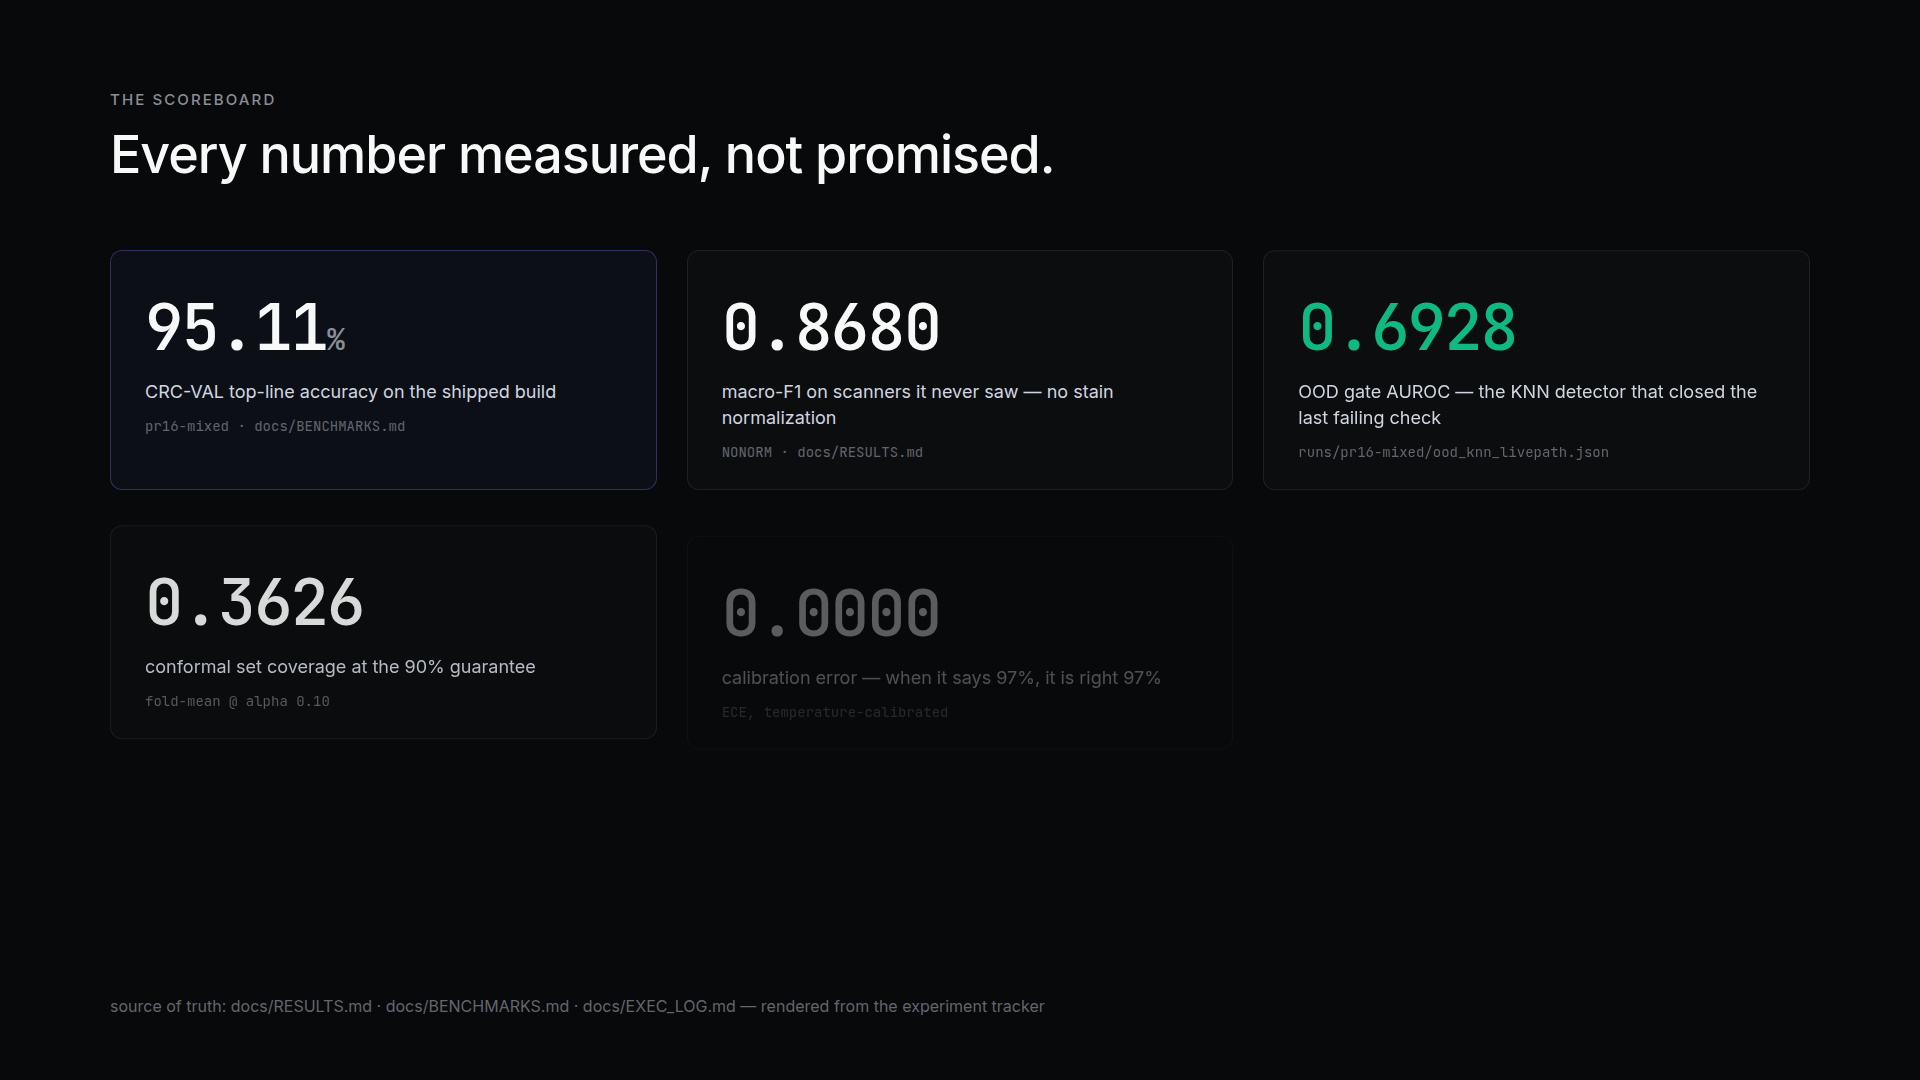 THE SCOREBOARD
Every number measured, not promised.
95.11%
CRC-VAL top-line accuracy on the shipped build
pr16-mixed · docs/BENCHMARKS.md
0.8680
macro-F1 on scanners it never saw — no stain
normalization
NONORM · docs/RESULTS.md
0.6928
OOD gate AUROC — the KNN detector that closed the
last failing check
runs/pr16-mixed/ood_knn_livepath.json
0.3626
conformal set coverage at the 90% guarantee
fold-mean @ alpha 0.10
0.0000
calibration error — when it says 97%, it is right 97%
ECE, temperature-calibrated
source of truth: docs/RESULTS.md · docs/BENCHMARKS.md · docs/EXEC_LOG.md — rendered from the experiment tracker